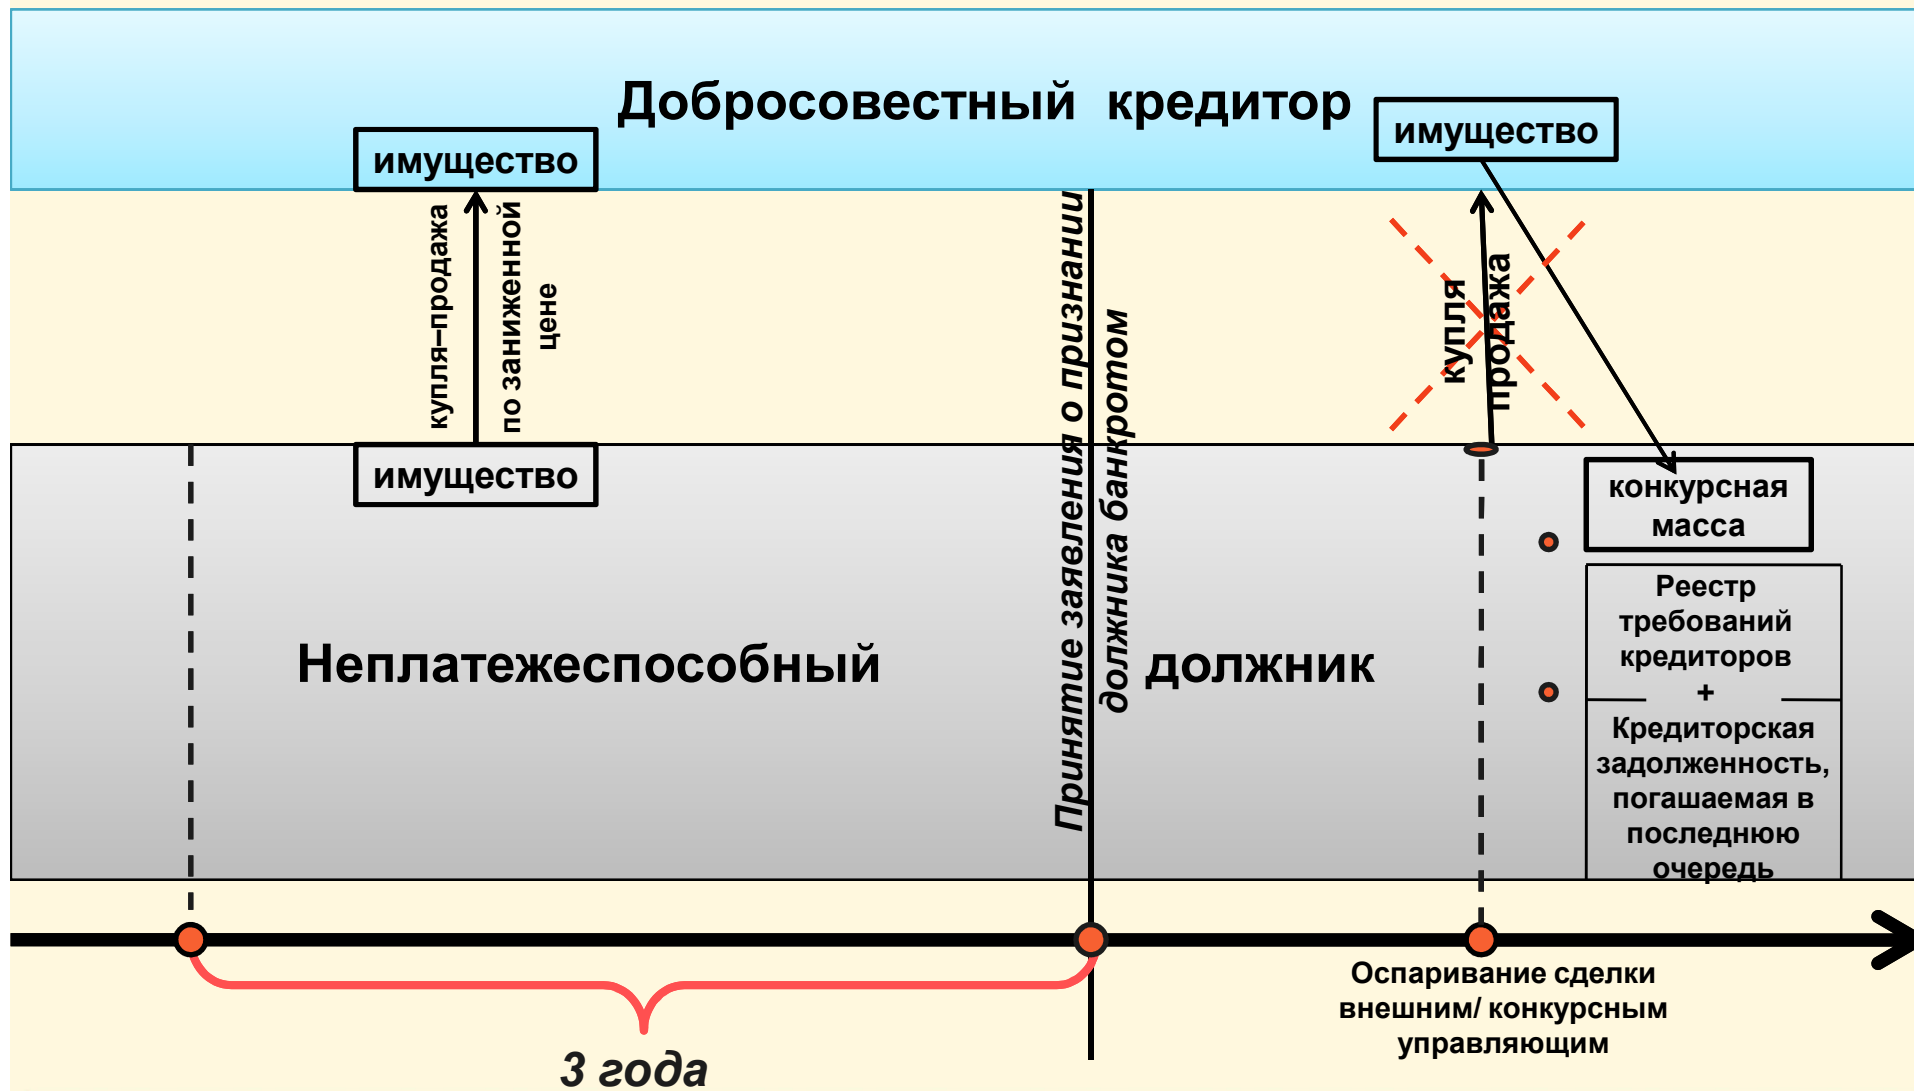 Добросовестный кредитор
имущество
имущество
купля–продажа
по заниженной
цене
имущество
Принятие заявления о признании
должника банкротом
купля
продажа
конкурсная
масса
Реестр
требований
кредиторов
+
Кредиторская
задолженность,
погашаемая в
последнюю
очередь
Неплатежеспособный должник
Оспаривание сделки
внешним/ конкурсным
управляющим
3 года